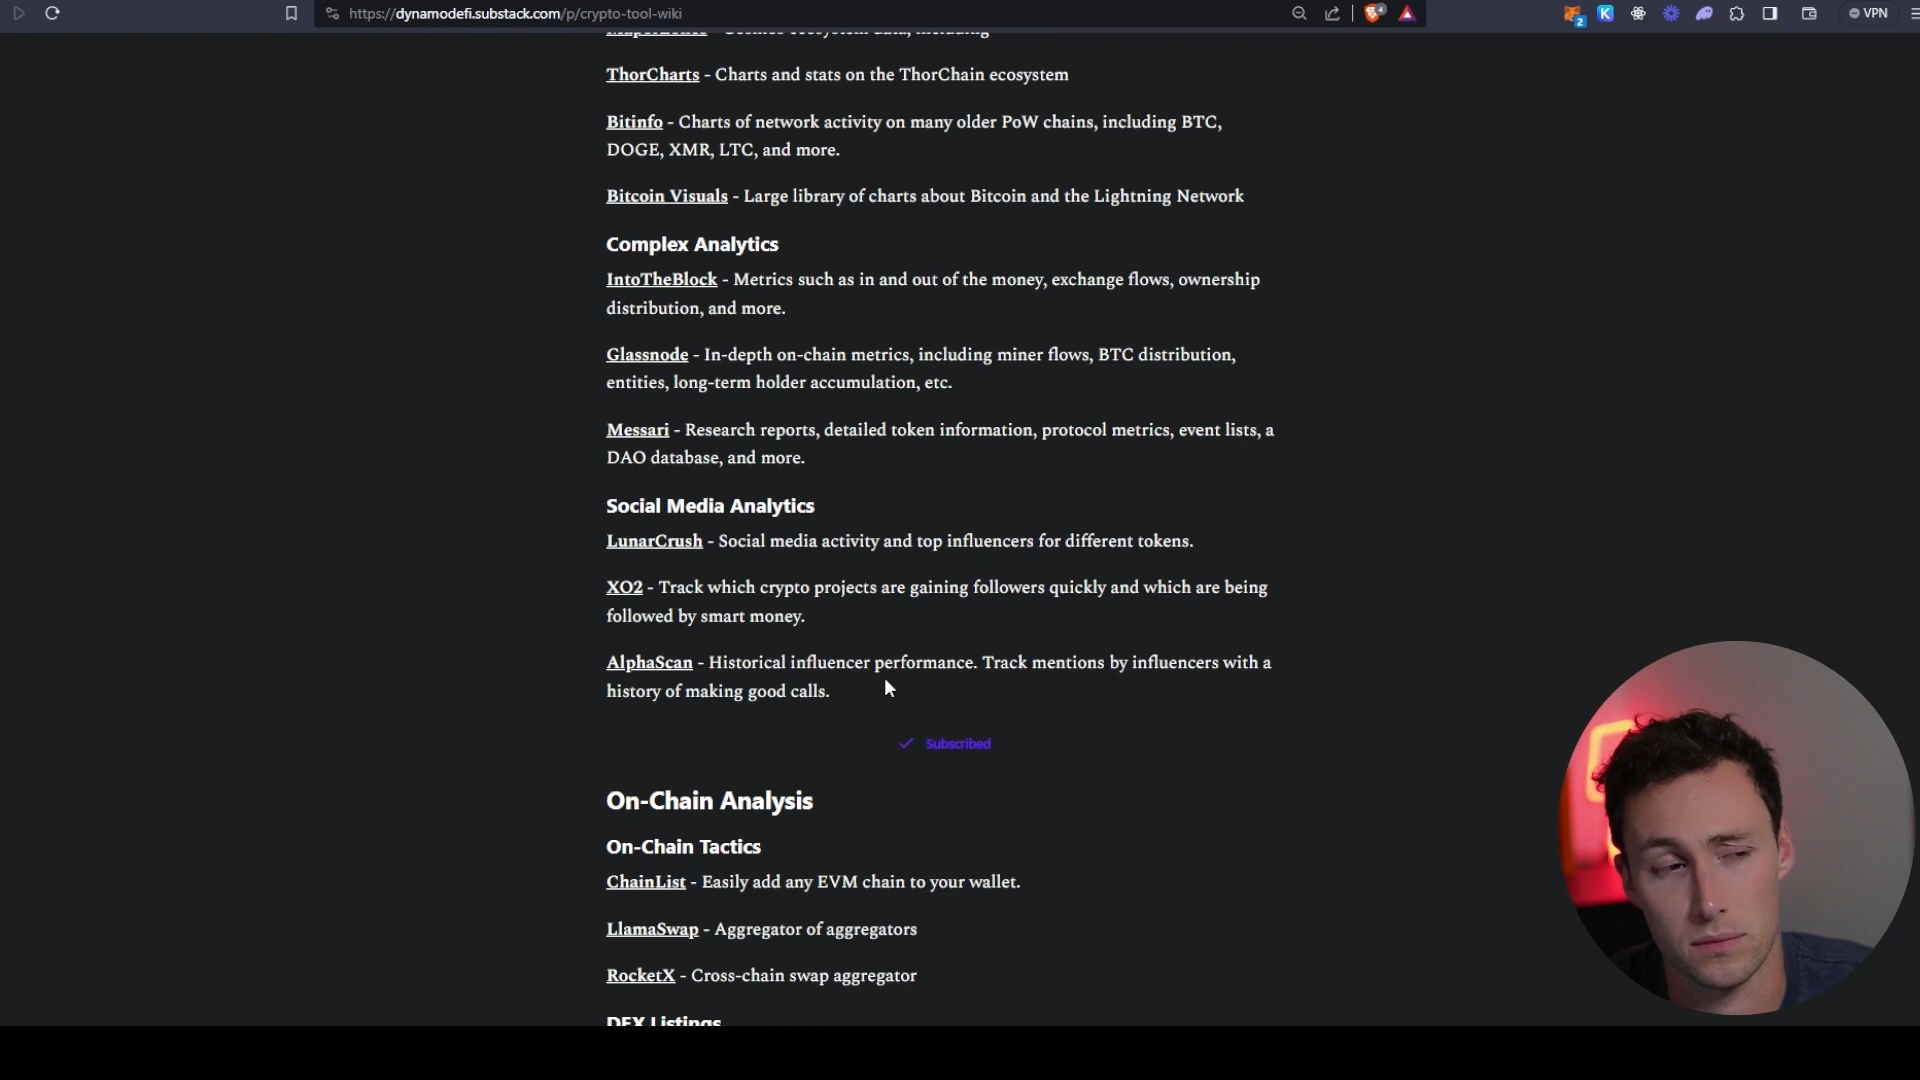 https://dynamodefi.substack.com/p/crypto-tool-wiki
4
2
K
VPN
ThorCharts - Charts and stats on the ThorChain ecosystem
Bitinfo - Charts of network activity on many older PoW chains, including BTC,
DOGE, XMR, LTC, and more.
Bitcoin Visuals - Large library of charts about Bitcoin and the Lightning Network
Complex Analytics
IntoTheBlock - Metrics such as in and out of the money, exchange flows, ownership
distribution, and more.
Glassnode - In-depth on-chain metrics, including miner flows, BTC distribution,
entities, long-term holder accumulation, etc.
Messari - Research reports, detailed token information, protocol metrics, event lists, a
DAO database, and more.
Social Media Analytics
LunarCrush - Social media activity and top influencers for different tokens.
XO2 - Track which crypto projects are gaining followers quickly and which are being
followed by smart money.
AlphaScan - Historical influencer performance. Track mentions by influencers with a
history of making good calls.
Subscribed
On-Chain Analysis
On-Chain Tactics
ChainList - Easily add any EVM chain to your wallet.
LlamaSwap - Aggregator of aggregators
RocketX - Cross-chain swap aggregator
DEX Listings